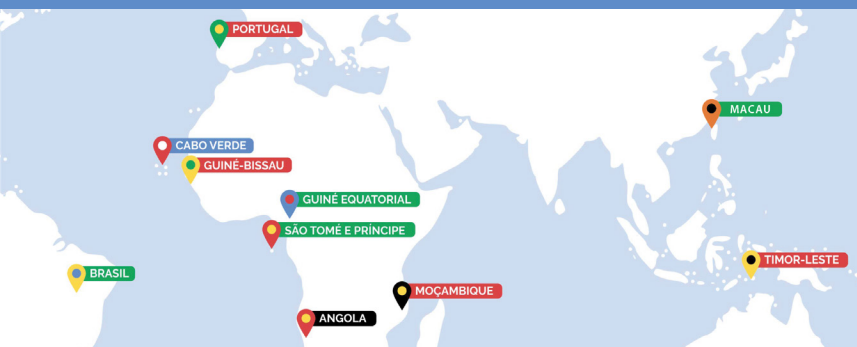 PORTUGAL
MACAU
CABO VERDE
GUINÉ-BISSAU
GUINÉ EQUATORIAL
SÃO TOMÉ E PRÍNCIPE
TIMOR-LESTE
BRASIL
MOÇAMBIQUE
ANGOLA